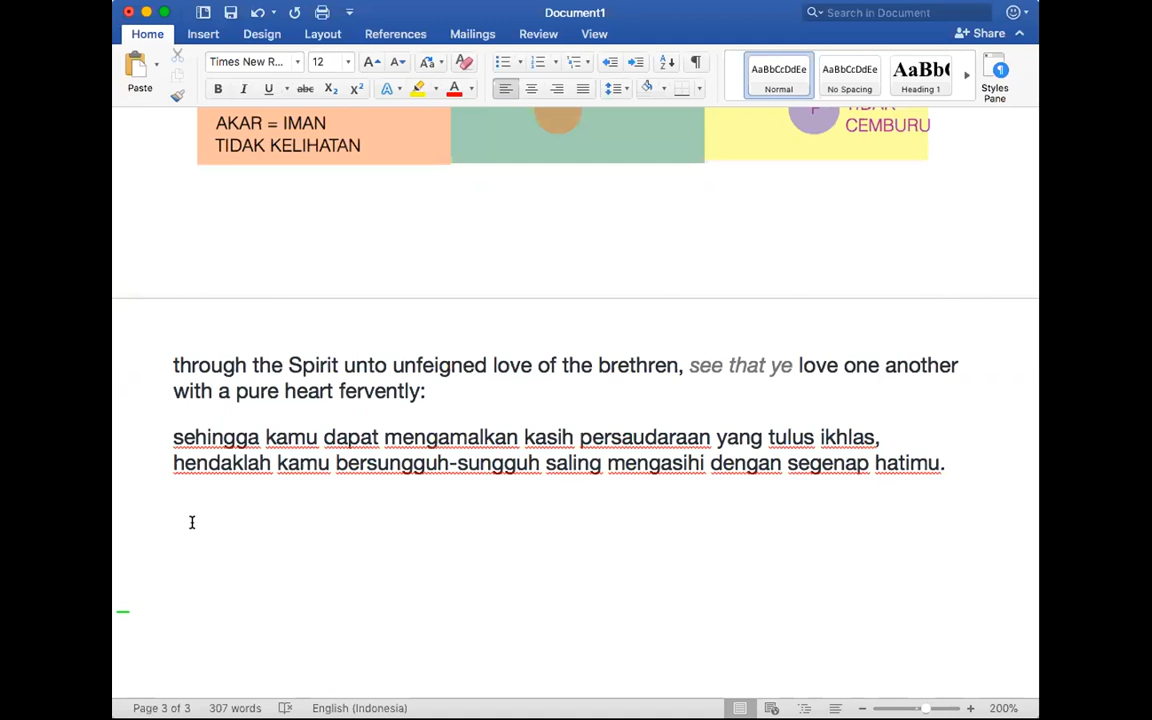 Document1
Search in Document
Home Insert Design Layout References Mailings Review View
Share
Paste
Times New R...
12
B I U abc X₂ X² A A
AaBbCcDdEe AaBbCcDdEe AaBbC
Normal No Spacing Heading 1
Styles
Pane
AKAR = IMAN
TIDAK KELIHATAN
TIDAK
CEMBURU
through the Spirit unto unfeigned love of the brethren, see that ye love one another
with a pure heart fervently:
sehingga kamu dapat mengamalkan kasih persaudaraan yang tulus ikhlas,
hendaklah kamu bersungguh-sungguh saling mengasihi dengan segenap hatimu.
Page 3 of 3 307 words English (Indonesia) 200%